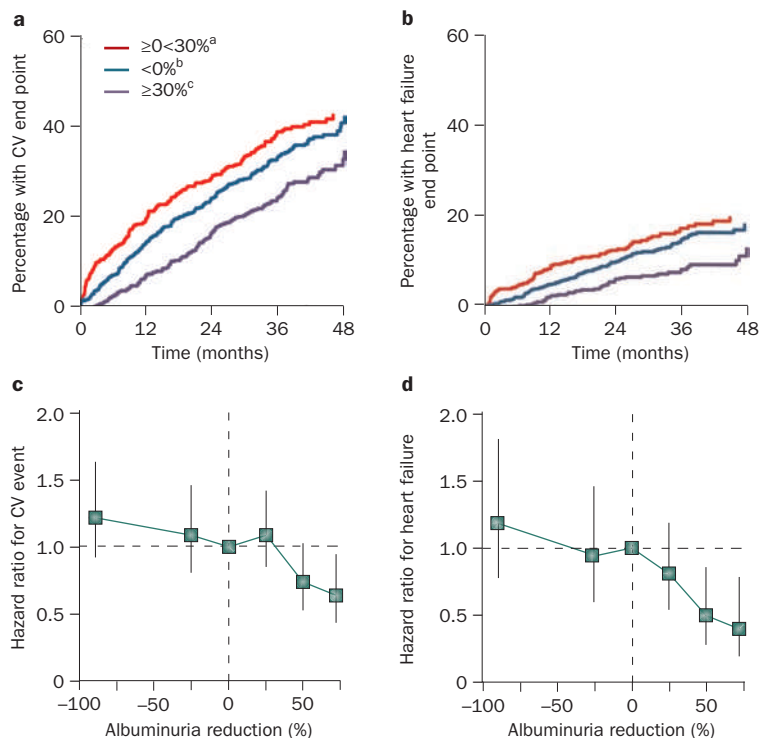 a
60
40
20
0
Percentage with CV end point
≥0<30%ᵃ
<0%ᵇ
≥30%ᶜ
0 12 24 36 48
Time (months)
b
60
40
20
0
Percentage with heart failure
end point
0 12 24 36 48
Time (months)
c
2.0
1.5
1.0
0.5
0
Hazard ratio for CV event
–100 –50 0 50
Albuminuria reduction (%)
d
2.0
1.5
1.0
0.5
0
Hazard ratio for heart failure
–100 –50 0 50
Albuminuria reduction (%)